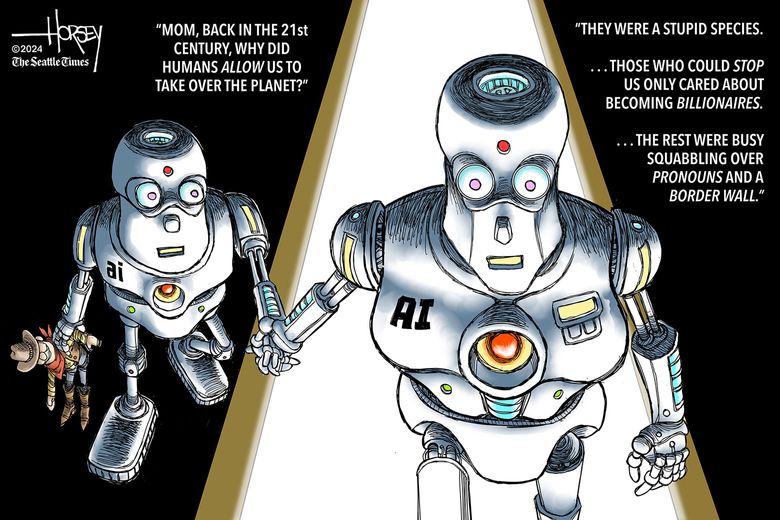 HORSEY
©2024
The Seattle Times
"MOM, BACK IN THE 21st
CENTURY, WHY DID
HUMANS ALLOW US TO
TAKE OVER THE PLANET?"
"THEY WERE A STUPID SPECIES.
...THOSE WHO COULD STOP
US ONLY CARED ABOUT
BECOMING BILLIONAIRES.
...THE REST WERE BUSY
SQUABBLING OVER
PRONOUNS AND A
BORDER WALL."
ai
AI